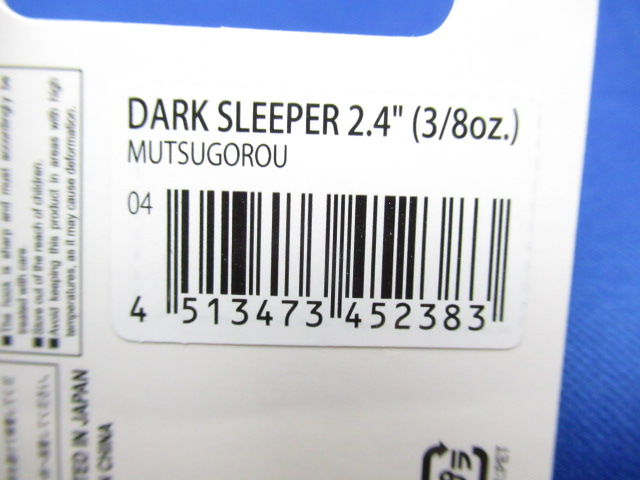 DARK SLEEPER 2.4" (3/8oz.)
MUTSUGOROU
04
4 513473 452383
■This hook is sharp and must accordingly be
treated with care.
■Store out of the reach of children.
■Avoid keeping this product in areas with high
temperatures, as it may cause deformation.
TED IN JAPAN
N CHINA
PET